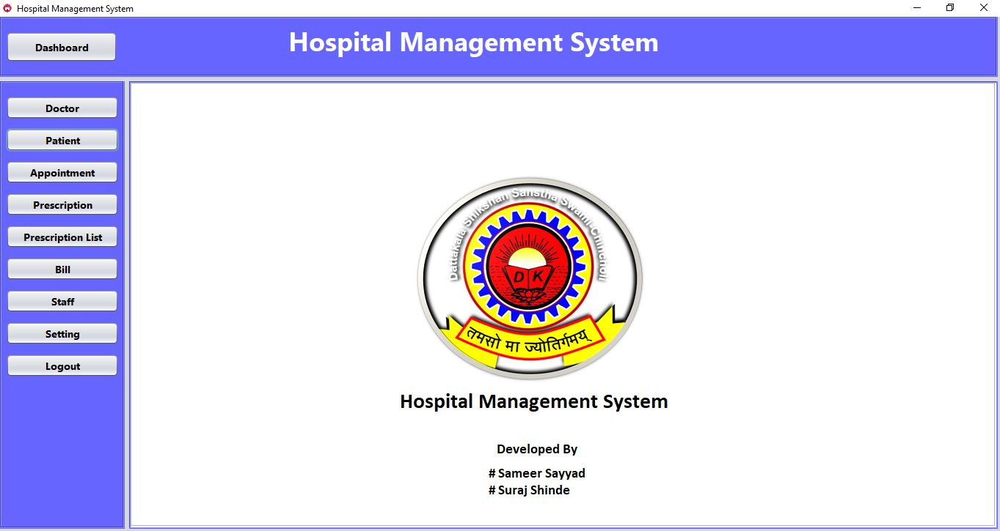 Hospital Management System
Dashboard
Hospital Management System
Doctor
Patient
Appointment
Prescription
Prescription List
Bill
Staff
Setting
Logout
Dattakala Shikshan Sanstha Swami-Chincholi
D K
तमसो मा ज्योतिर्गमय्
Hospital Management System
Developed By
# Sameer Sayyad
# Suraj Shinde